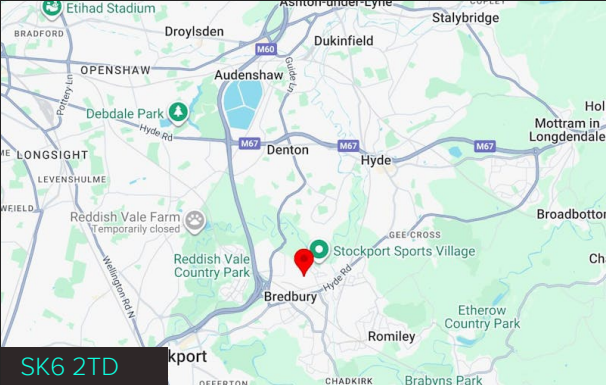 Ashton-under-Lyne
Etihad Stadium
Stalybridge
BRADFORD
Droylsden
M60
Dukinfield
Guide Ln
OPENSHAW
Audenshaw
Pottery Ln
Debdale Park
Hyde Rd
Mottram in
Longdendale
M67
M67
M67
Denton
LONGSIGHT
Hyde
LEVENSHULME
Reddish Vale Farm
Temporarily closed
Broadbottom
GEE CROSS
Stockport Sports Village
Reddish Vale
Country Park
Wellington Rd N
Hyde Rd
Bredbury
Etherow
Country Park
Romiley
kport
SK6 2TD
OFFERTON
CHADKIRK
Brabyns Park